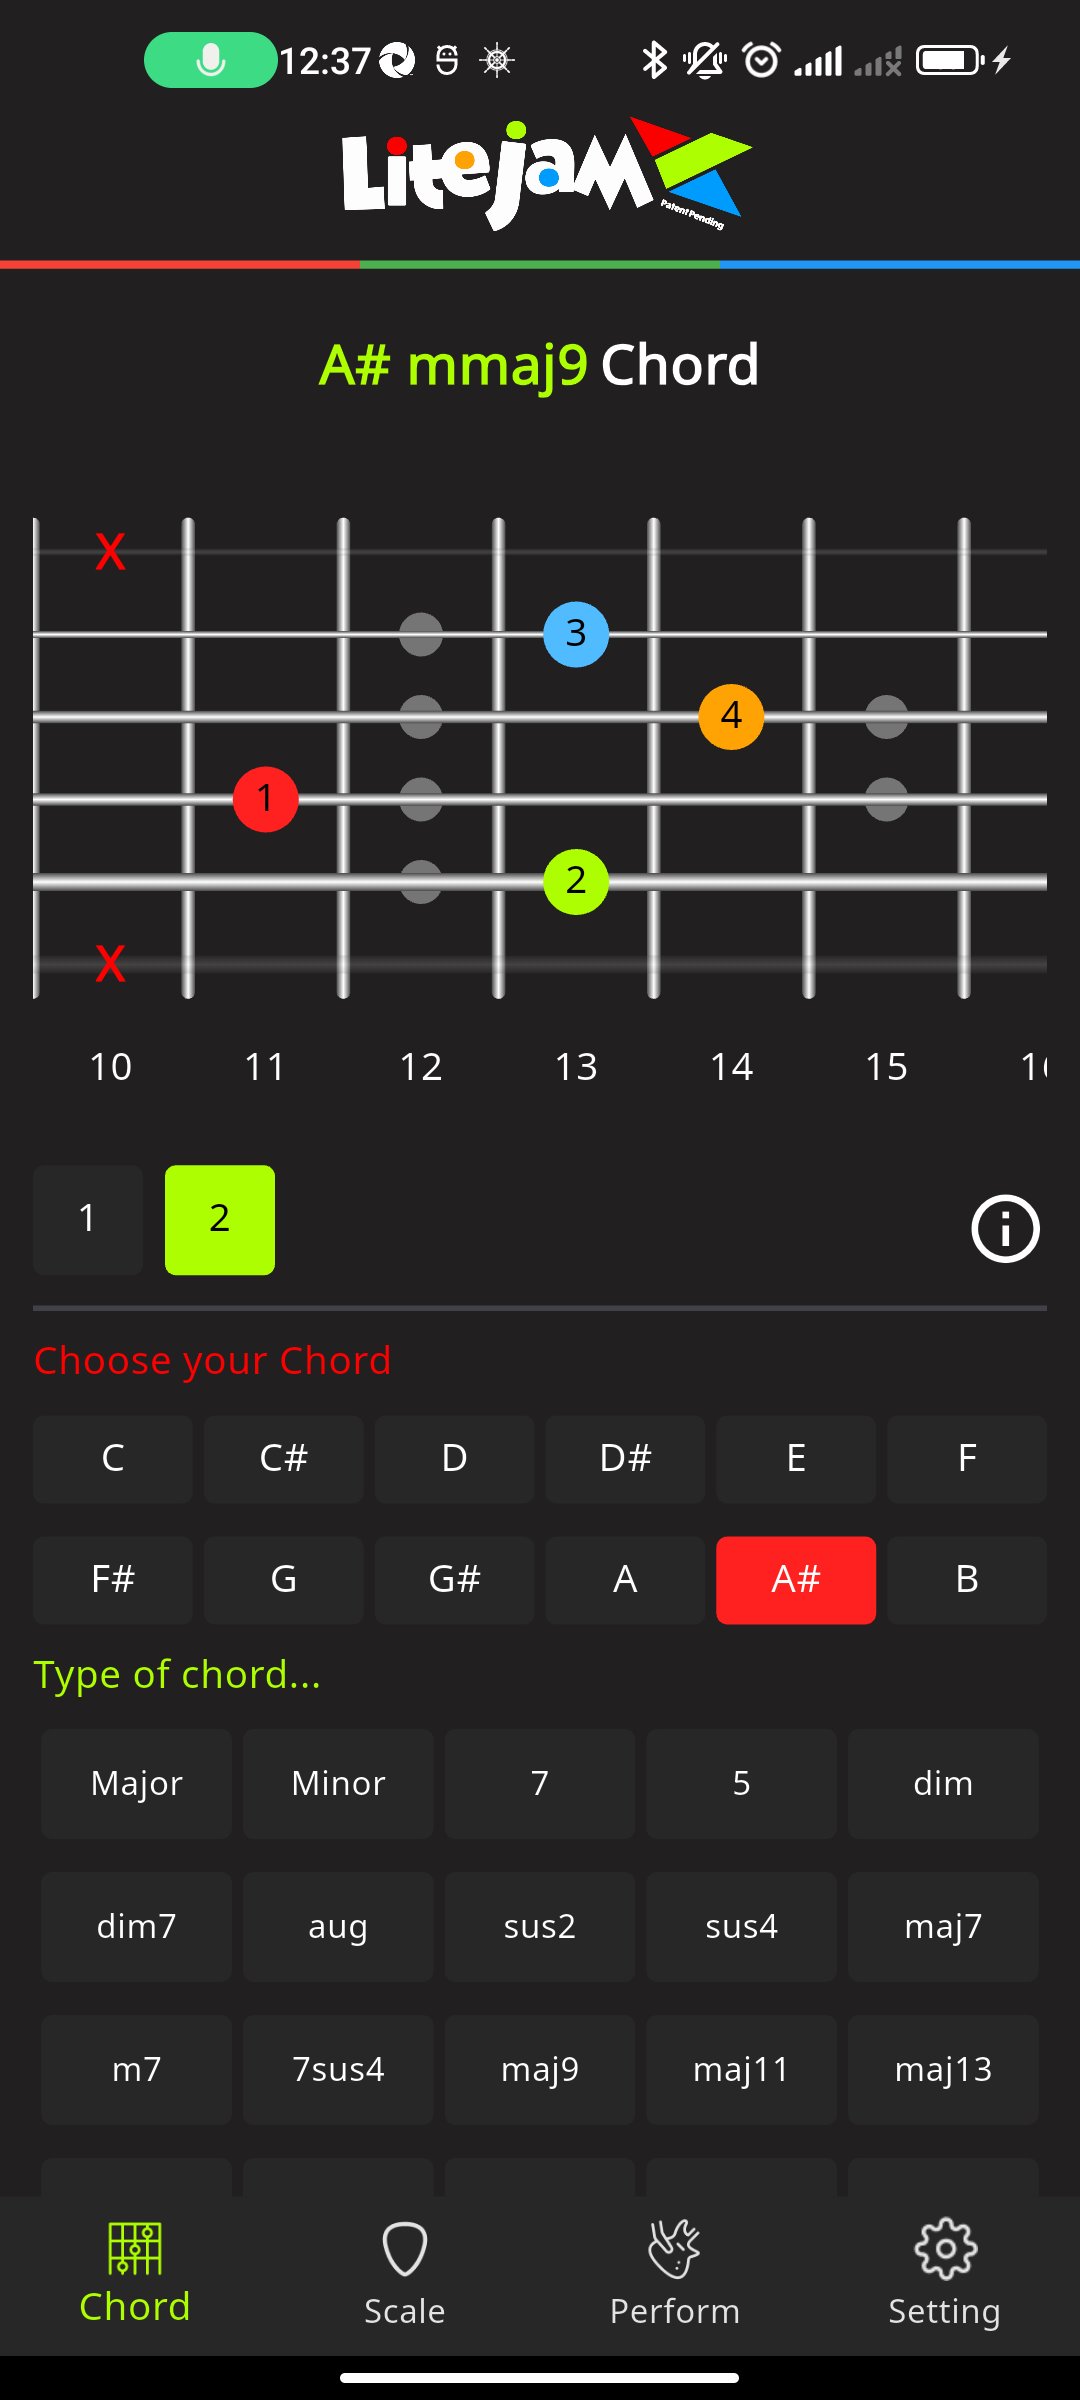 12:37
Litejam
Patent Pending
A# mmaj9 Chord
X
3
4
1
2
X
10 11 12 13 14 15
1 2
Choose your Chord
C C# D D# E F
F# G G# A A# B
Type of chord...
Major Minor 7 5 dim
dim7 aug sus2 sus4 maj7
m7 7sus4 maj9 maj11 maj13
Chord Scale Perform Setting